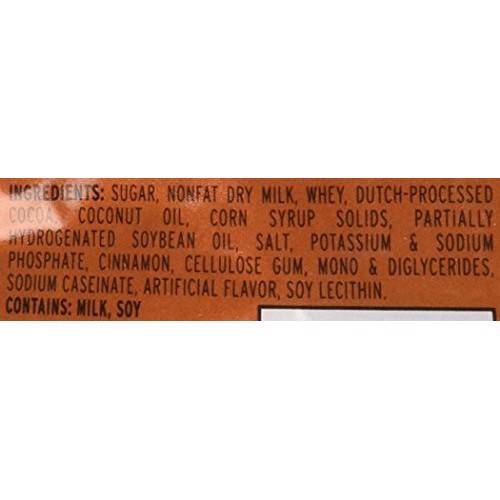 INGREDIENTS: SUGAR, NONFAT DRY MILK, WHEY, DUTCH-PROCESSED
COCOA, COCONUT OIL, CORN SYRUP SOLIDS, PARTIALLY
HYDROGENATED SOYBEAN OIL, SALT, POTASSIUM & SODIUM
PHOSPHATE, CINNAMON, CELLULOSE GUM, MONO & DIGLYCERIDES,
SODIUM CASEINATE, ARTIFICIAL FLAVOR, SOY LECITHIN.
CONTAINS: MILK, SOY